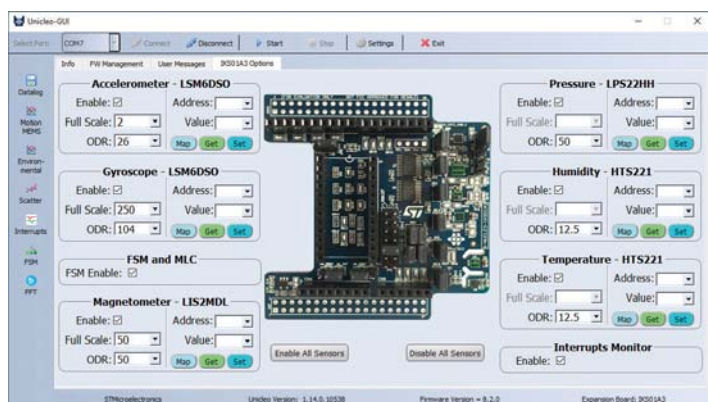 Unicleo-GUI
Select Port: COM7 Connect Disconnect Start Stop Settings Exit
Info FW Management User Messages IKS01A3 Options
Datalog
Motion MEMS
Environ-mental
Scatter
Interrupts
FSM
FFT
Accelerometer - LSM6DSO
Enable: Address:
Full Scale: 2 Value:
ODR: 26 Map Get Set
Gyroscope - LSM6DSO
Enable: Address:
Full Scale: 250 Value:
ODR: 104 Map Get Set
FSM and MLC
FSM Enable:
Magnetometer - LIS2MDL
Enable: Address:
Full Scale: 50 Value:
ODR: 50 Map Get Set
ST
Enable All Sensors Disable All Sensors
Pressure - LPS22HH
Enable: Address:
Full Scale: Value:
ODR: 50 Map Get Set
Humidity - HTS221
Enable: Address:
Full Scale: Value:
ODR: 12.5 Map Get Set
Temperature - HTS221
Enable: Address:
Full Scale: Value:
ODR: 12.5 Map Get Set
Interrupts Monitor
Enable:
STMicroelectronics Unicleo Version: 1.14.0.10538 Firmware Version = 8.2.0 Expansion Board: IKS01A3